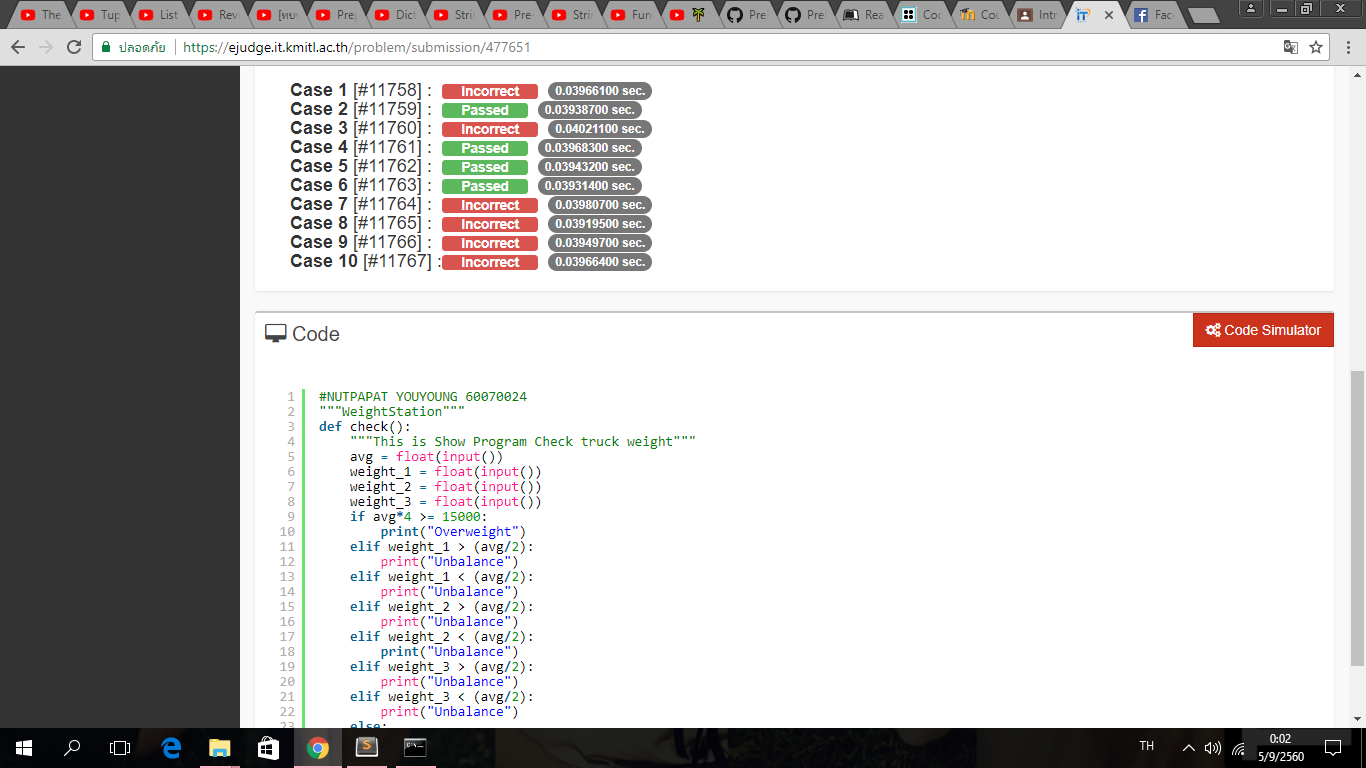 The
Tup
List
Rev
[ทบว
Pre
Dict
Strin
Pre-
Strin
Fun
Pre
Pre
Rea
Coc
Cou
Intr
Fac
ปลอดภัย
https://ejudge.it.kmitl.ac.th/problem/submission/477651
Case 1 [#11758] : Incorrect 0.03966100 sec.
Case 2 [#11759] : Passed 0.03938700 sec.
Case 3 [#11760] : Incorrect 0.04021100 sec.
Case 4 [#11761] : Passed 0.03968300 sec.
Case 5 [#11762] : Passed 0.03943200 sec.
Case 6 [#11763] : Passed 0.03931400 sec.
Case 7 [#11764] : Incorrect 0.03980700 sec.
Case 8 [#11765] : Incorrect 0.03919500 sec.
Case 9 [#11766] : Incorrect 0.03949700 sec.
Case 10 [#11767] : Incorrect 0.03966400 sec.
Code
Code Simulator
1 #NUTPAPAT YOUYOUNG 60070024
2 """WeightStation"""
3 def check():
4 """This is Show Program Check truck weight"""
5 avg = float(input())
6 weight_1 = float(input())
7 weight_2 = float(input())
8 weight_3 = float(input())
9 if avg*4 >= 15000:
10 print("Overweight")
11 elif weight_1 > (avg/2):
12 print("Unbalance")
13 elif weight_1 < (avg/2):
14 print("Unbalance")
15 elif weight_2 > (avg/2):
16 print("Unbalance")
17 elif weight_2 < (avg/2):
18 print("Unbalance")
19 elif weight_3 > (avg/2):
20 print("Unbalance")
21 elif weight_3 < (avg/2):
22 print("Unbalance")
23 else:
TH
0:02
5/9/2560